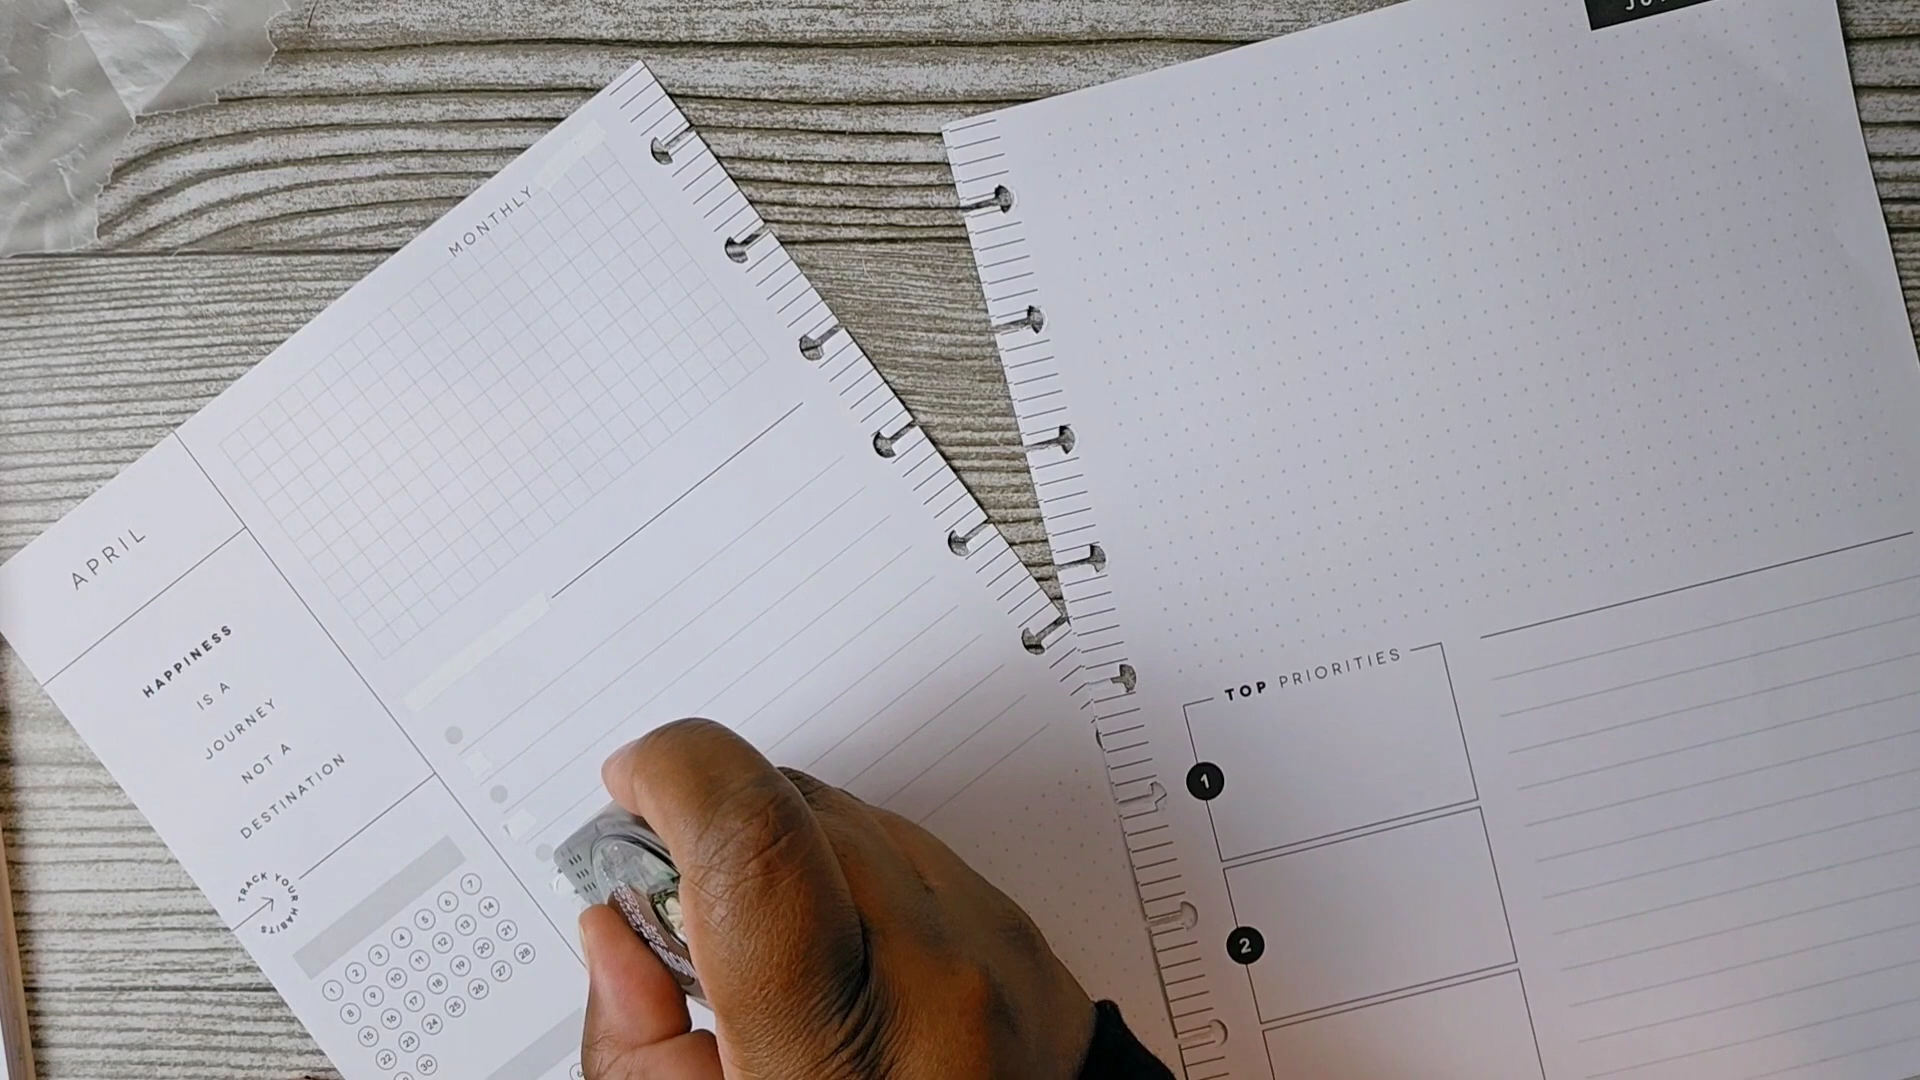 MONTHLY
APRIL
HAPPINESS
IS A
JOURNEY
NOT A
DESTINATION
TRACK YOUR HABITS
1 2 3 4 5 6 7
8 9 10 11 12 13 14
15 16 17 18 19 20 21
22 23 24 25 26 27 28
30
TOP PRIORITIES
1
2